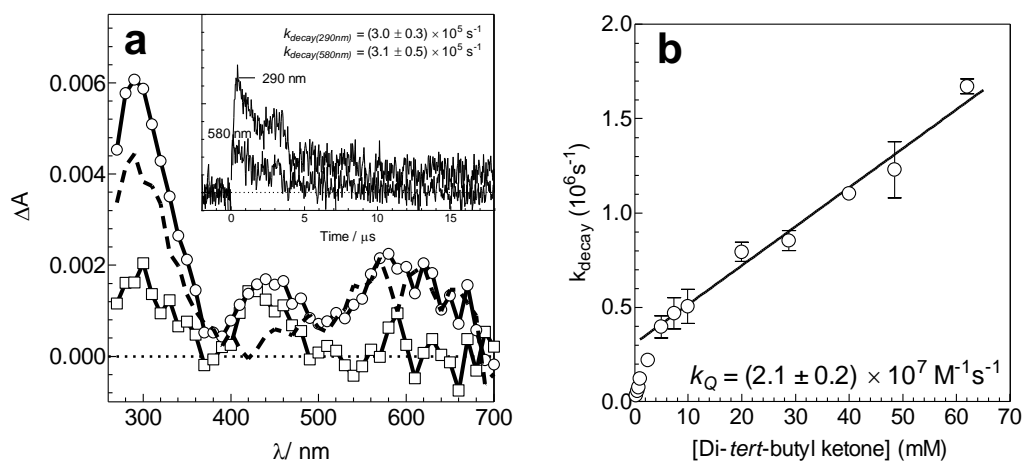 a
k_decay(290nm) = (3.0 ± 0.3) × 10^5 s^-1
k_decay(580nm) = (3.1 ± 0.5) × 10^5 s^-1
290 nm
580 nm
0 5 10 15
Time / μs
0.006
0.004
0.002
0.000
ΔA
300 400 500 600 700
λ/ nm
b
2.0
1.5
1.0
0.5
0.0
k_decay (10^6 s^-1)
k_Q = (2.1 ± 0.2) × 10^7 M^-1s^-1
0 10 20 30 40 50 60 70
[Di-tert-butyl ketone] (mM)